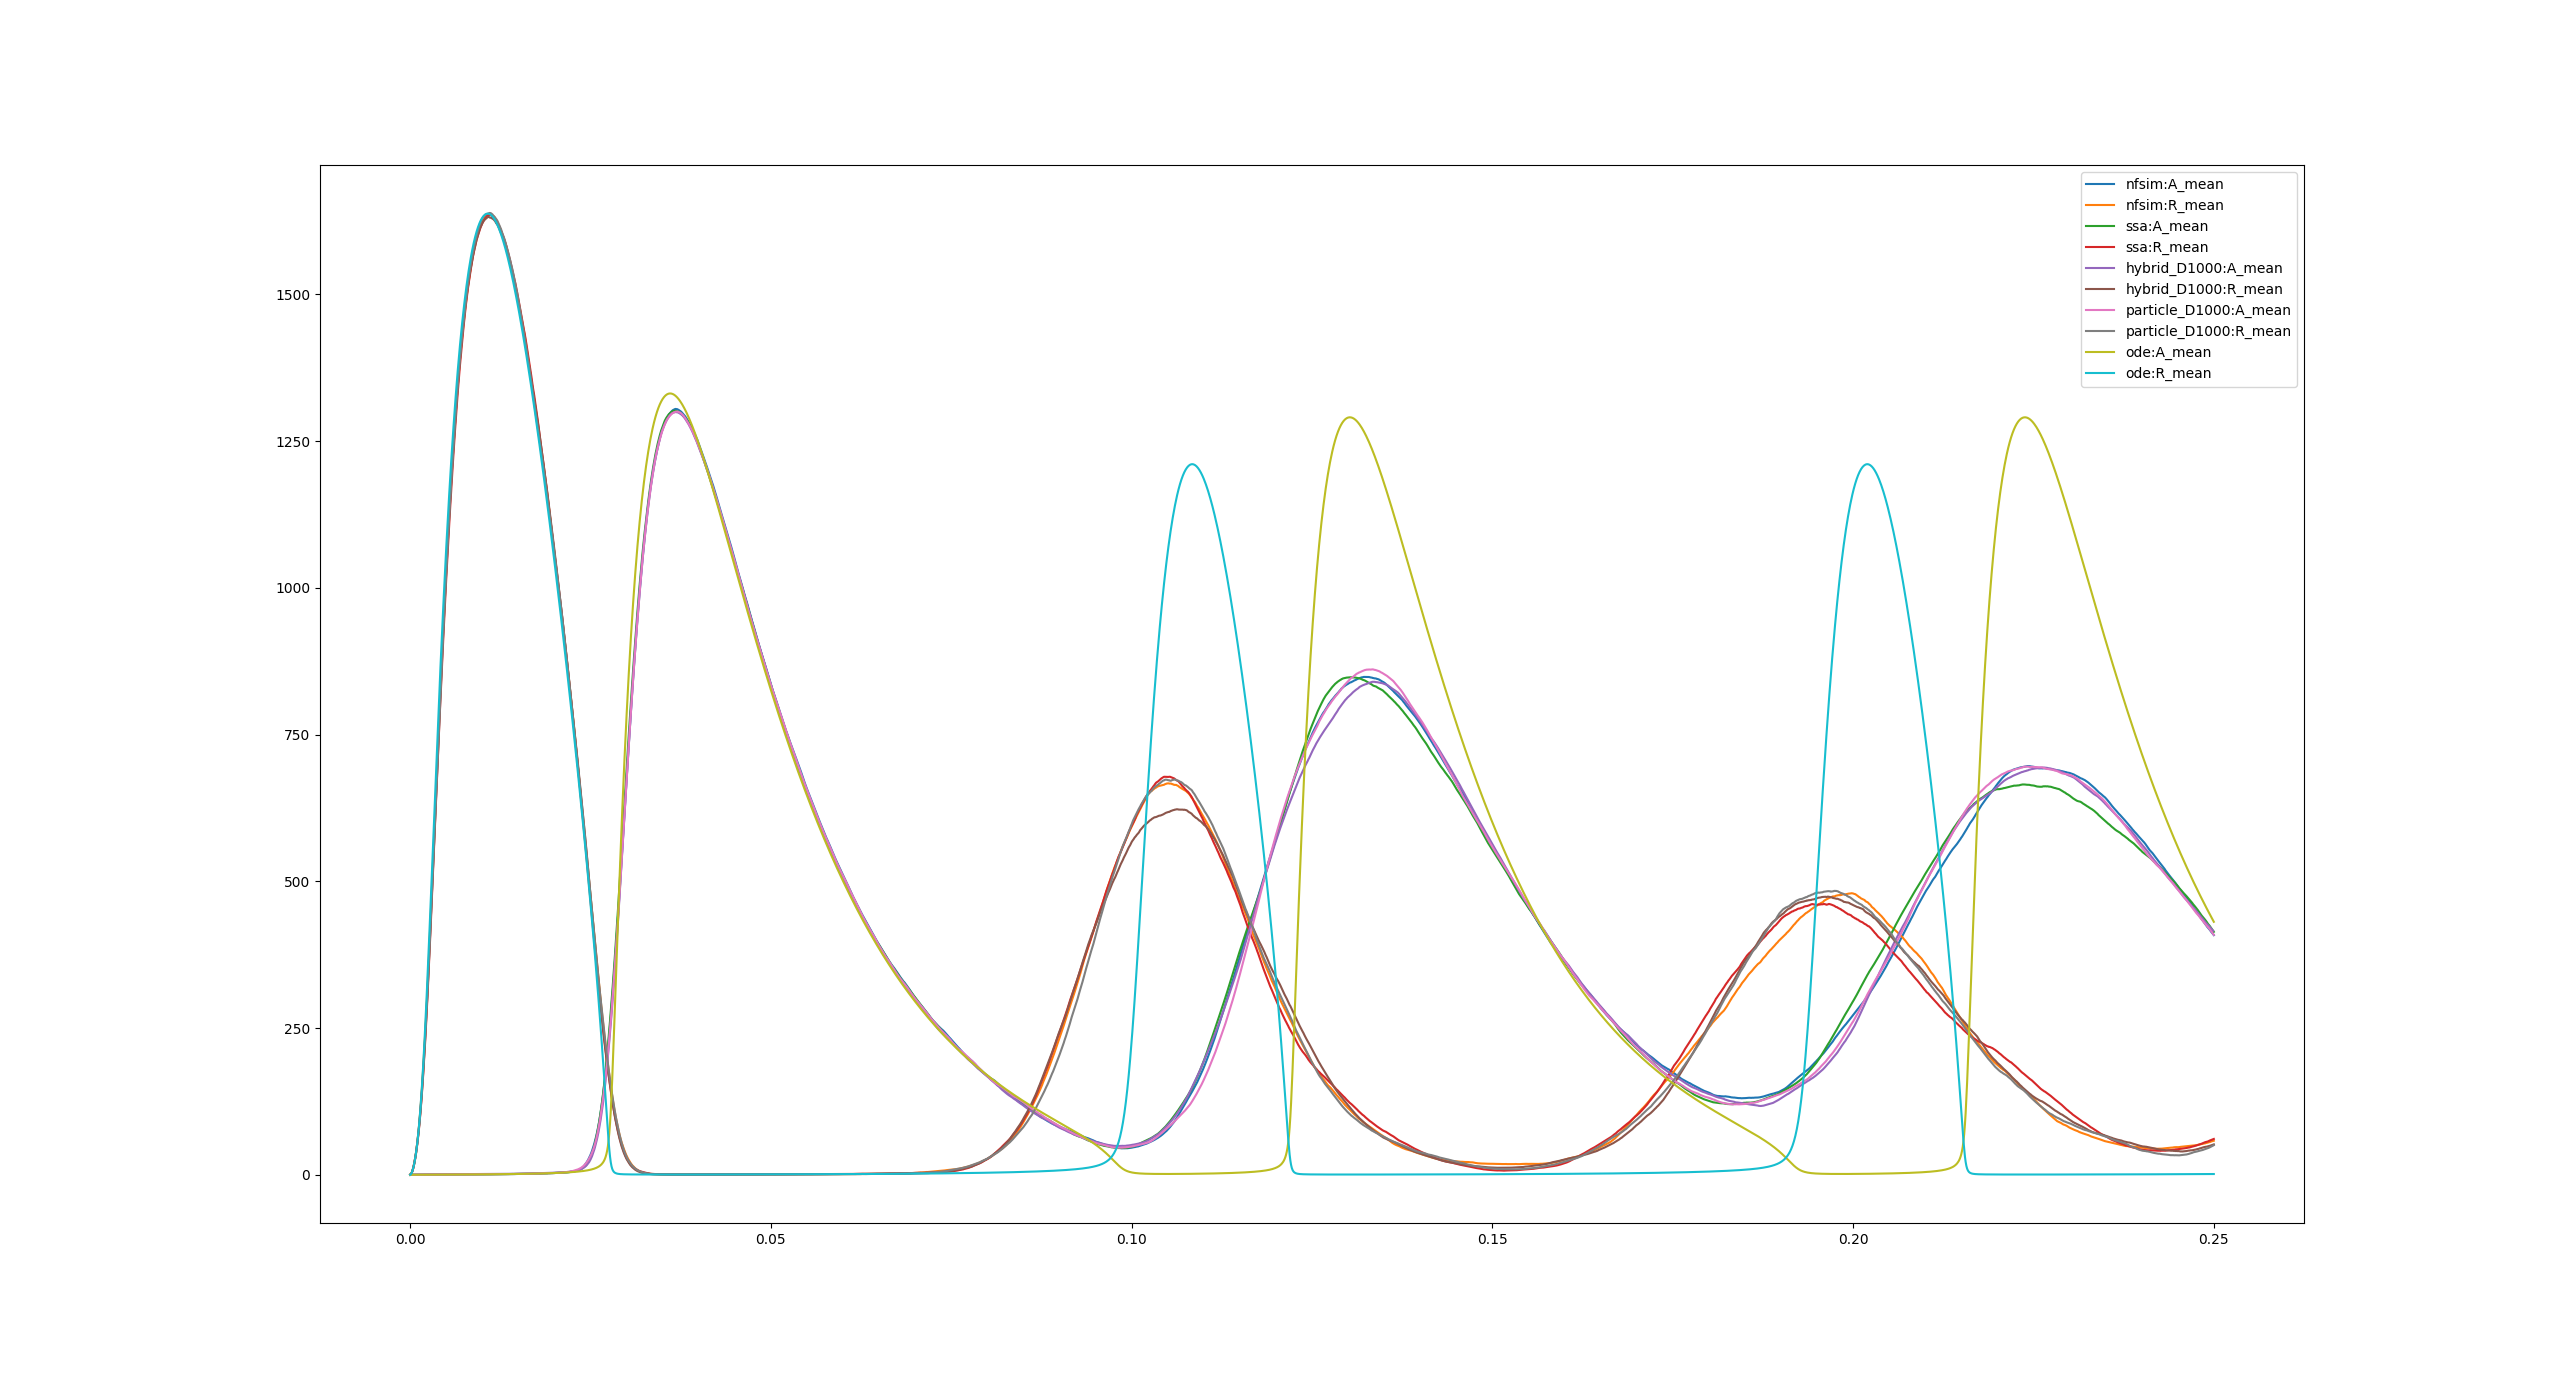 nfsim:A_mean
nfsim:R_mean
ssa:A_mean
ssa:R_mean
hybrid_D1000:A_mean
hybrid_D1000:R_mean
particle_D1000:A_mean
particle_D1000:R_mean
ode:A_mean
ode:R_mean
1500
1250
1000
750
500
250
0
0.00 0.05 0.10 0.15 0.20 0.25